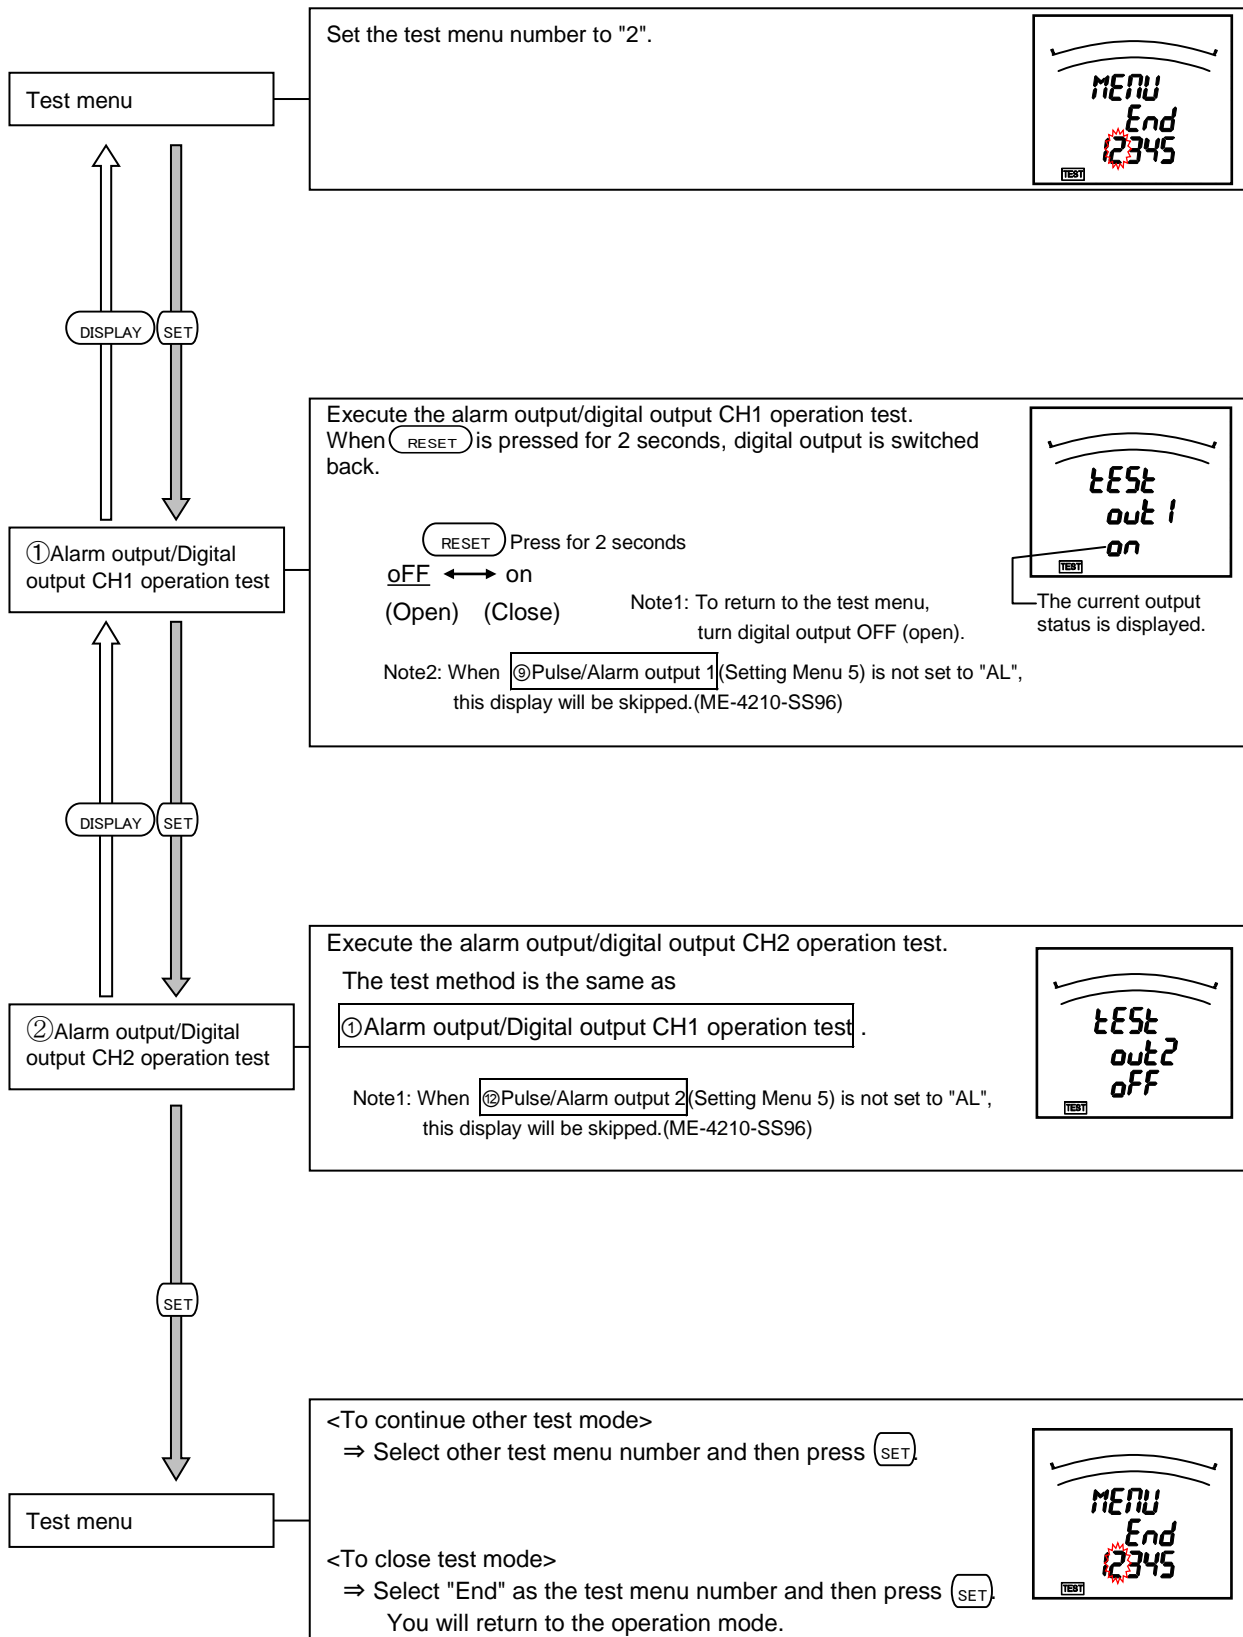 Set the test menu number to "2".
Test menu
MENU
End
12345
TEST
DISPLAY
SET
Execute the alarm output/digital output CH1 operation test.
When RESET is pressed for 2 seconds, digital output is switched
back.
RESET Press for 2 seconds
oFF ⟷ on
(Open) (Close)
Note1: To return to the test menu,
turn digital output OFF (open).
Note2: When ⑨Pulse/Alarm output 1 (Setting Menu 5) is not set to "AL",
this display will be skipped.(ME-4210-SS96)
tESt
out 1
on
TEST
The current output
status is displayed.
①Alarm output/Digital
output CH1 operation test
DISPLAY
SET
Execute the alarm output/digital output CH2 operation test.
The test method is the same as
①Alarm output/Digital output CH1 operation test .
Note1: When ⑫Pulse/Alarm output 2 (Setting Menu 5) is not set to "AL",
this display will be skipped.(ME-4210-SS96)
tESt
out2
oFF
TEST
②Alarm output/Digital
output CH2 operation test
SET
<To continue other test mode>
⇒ Select other test menu number and then press SET.
<To close test mode>
⇒ Select "End" as the test menu number and then press SET.
You will return to the operation mode.
Test menu
MENU
End
12345
TEST